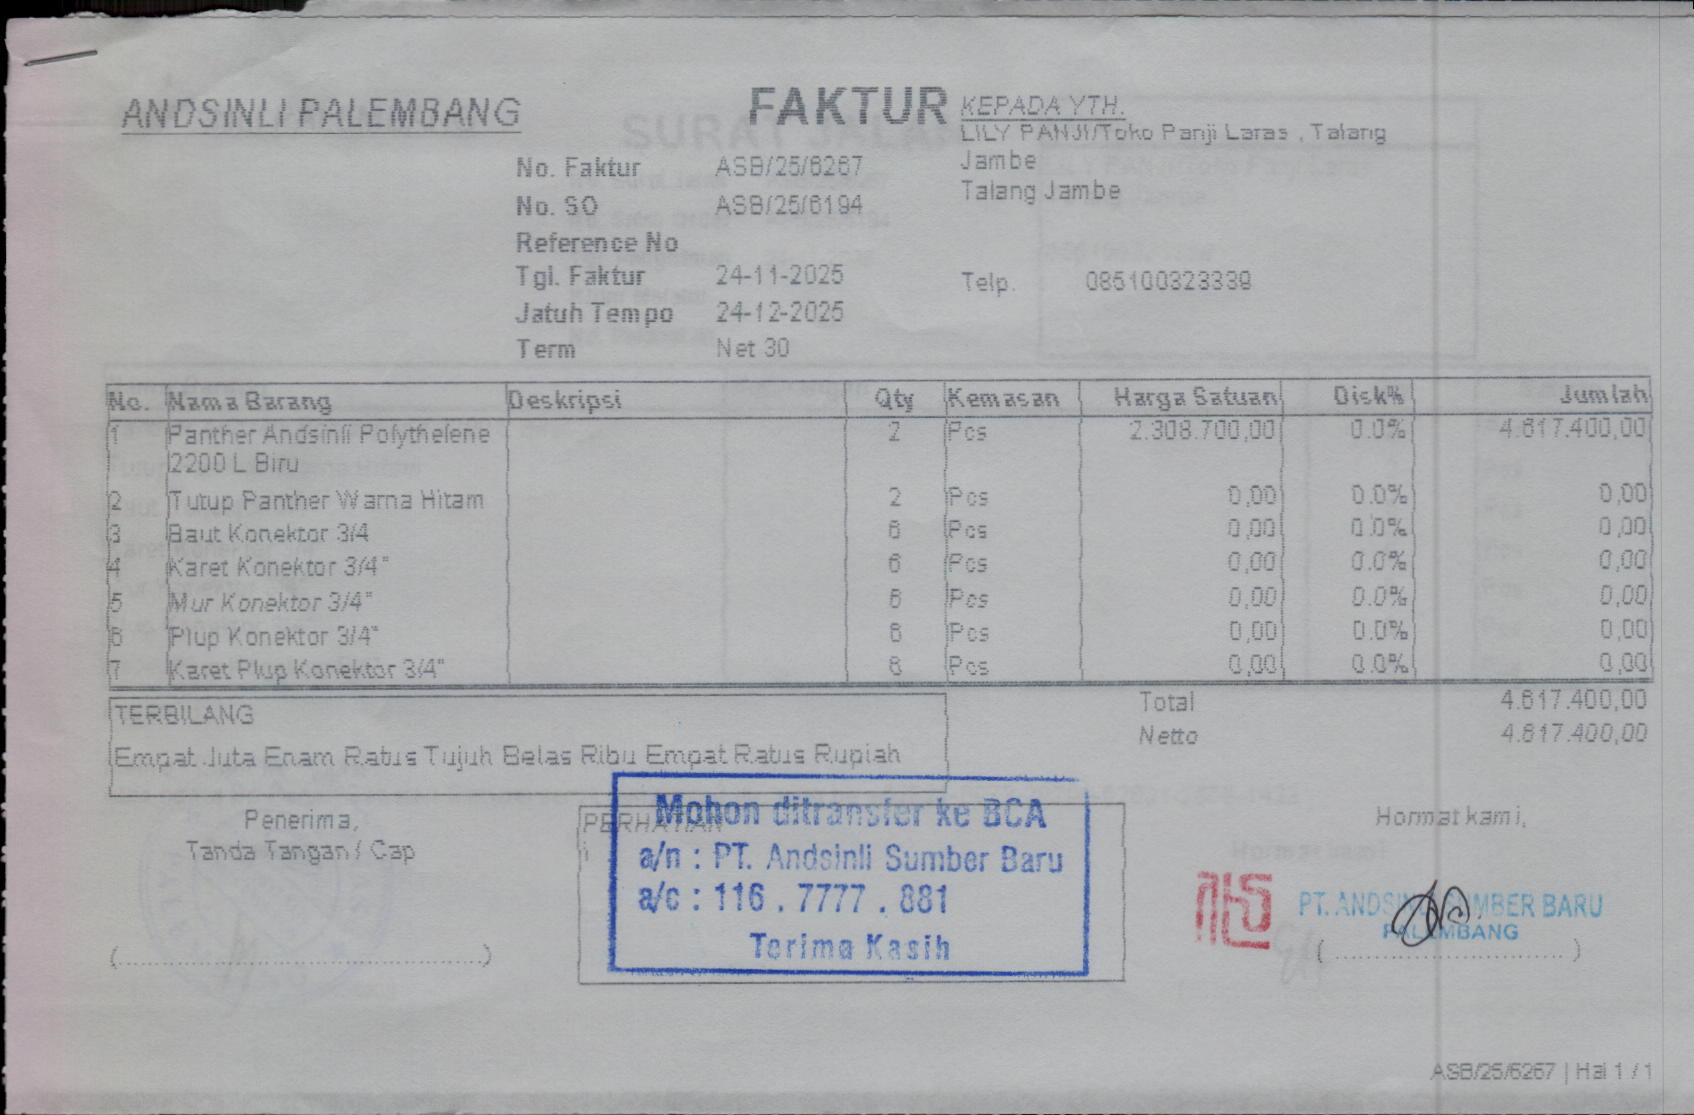 ANDSINLI PALEMBANG
FAKTUR
KEPADA YTH.
LILY PANJI/Toko Panji Laras , Talang
Jambe
Talang Jambe
No. Faktur ASB/25/6267
No. SO ASB/25/6194
Reference No
Tgl. Faktur 24-11-2025
Jatuh Tempo 24-12-2025
Term Net 30
Telp. 085100323339
No. Nama Barang Deskripsi Qty Kemasan Harga Satuan Disk% Jumlah
1 Panther Andsinli Polythelene 2 Pcs 2.308.700,00 0.0% 4.617.400,00
2200 L Biru
2 Tutup Panther Warna Hitam 2 Pcs 0,00 0.0% 0,00
3 Baut Konektor 3/4 6 Pcs 0,00 0.0% 0,00
4 Karet Konektor 3/4" 6 Pcs 0,00 0.0% 0,00
5 Mur Konektor 3/4" 6 Pcs 0,00 0.0% 0,00
6 Plup Konektor 3/4" 6 Pcs 0,00 0.0% 0,00
7 Karet Plup Konektor 3/4" 6 Pcs 0,00 0.0% 0,00
Total 4.617.400,00
Netto 4.617.400,00
TERBILANG
Empat Juta Enam Ratus Tujuh Belas Ribu Empat Ratus Rupiah
Penerima,
Tanda Tangan / Cap
PERHATIAN
Mohon ditransfer ke BCA
a/n : PT. Andsinli Sumber Baru
a/c : 116 . 7777 . 881
Terima Kasih
Hormat kami,
PT. ANDSINLI SUMBER BARU
PALEMBANG
ASB/25/6267 | Hal 1 / 1